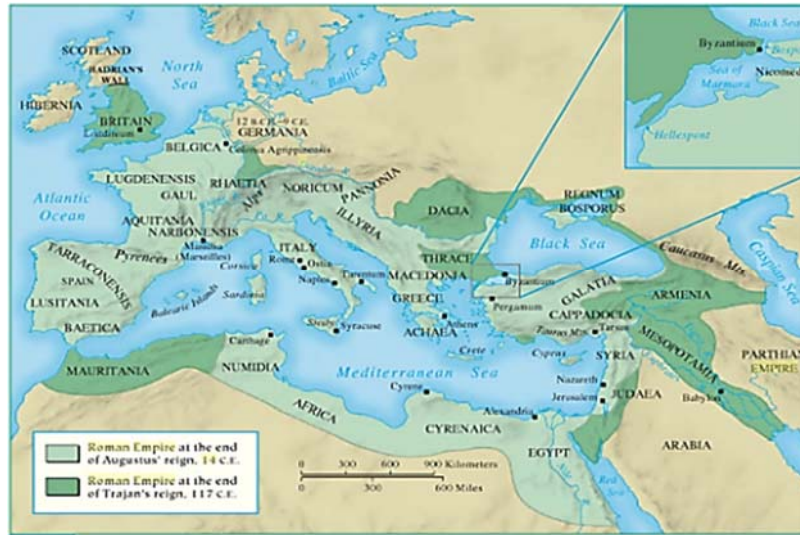 SCOTLAND
HADRIAN'S
WALL
HIBERNIA
BRITAIN
Londinium
North
Sea
Baltic Sea
12 B.C.E.–9 C.E.
GERMANIA
BELGICA
Colonia Agrippinensis
LUGDENENSIS
GAUL
RHAETIA
Alps
NORICUM
PANNONIA
ILLYRIA
Atlantic
Ocean
AQUITANIA
NARBONENSIS
Massilia
(Marseilles)
Pyrenees
TARRACONENSIS
SPAIN
LUSITANIA
BAETICA
Balearic Islands
Corsica
Sardinia
ITALY
Rome
Ostia
Naples
Tarentum
Sicily
Syracuse
DACIA
REGNUM
BOSPORUS
Black Sea
Caucasus Mts.
Caspian Sea
THRACE
MACEDONIA
Byzantium
GREECE
Pergamum
Athens
ACHAEA
Crete
GALATIA
CAPPADOCIA
ARMENIA
Taurus Mts.
Tarsus
Cyprus
SYRIA
MESOPOTAMIA
PARTHIAN
EMPIRE
Babylon
Nazareth
Jerusalem
JUDAEA
ARABIA
Carthage
MAURITANIA
NUMIDIA
Mediterranean Sea
AFRICA
Cyrene
CYRENAICA
Alexandria
EGYPT
Nile
Red
Sea
Black Sea
Byzantium
Bosp
Sea of
Marmora
Nicomed
Hellespont
Roman Empire at the end
of Augustus' reign, 14 C.E.
Roman Empire at the end
of Trajan's reign, 117 C.E.
0 300 600 900 Kilometers
0 300 600 Miles